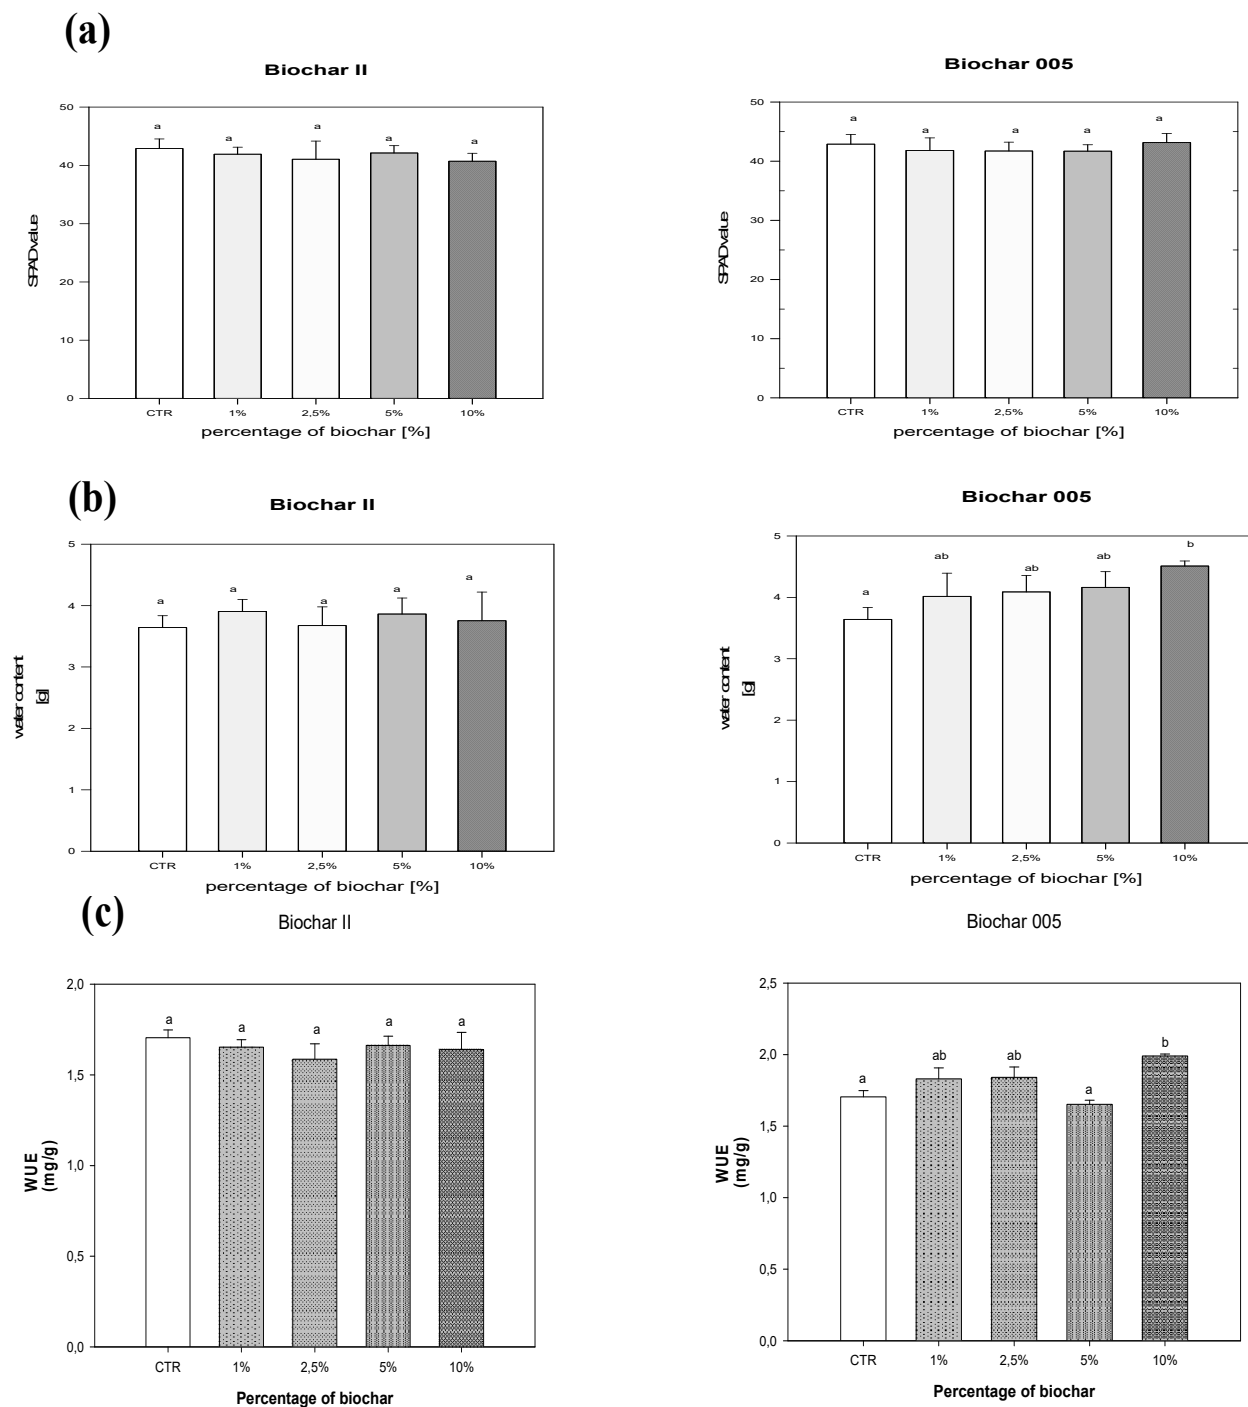 (a)
Biochar II
a a a a a
50
40
30
20
10
0
SPAD value
CTR 1% 2,5% 5% 10%
percentage of biochar [%]
Biochar 005
a a a a a
50
40
30
20
10
0
SPAD value
CTR 1% 2,5% 5% 10%
percentage of biochar [%]
(b)
Biochar II
a a a a a
5
4
3
2
1
0
water content
[g]
CTR 1% 2,5% 5% 10%
percentage of biochar [%]
Biochar 005
a ab ab ab b
5
4
3
2
1
0
water content
[g]
CTR 1% 2,5% 5% 10%
percentage of biochar [%]
(c)
Biochar II
a a a a a
2,0
1,5
1,0
0,5
0,0
WUE
(mg/g)
CTR 1% 2,5% 5% 10%
Percentage of biochar
Biochar 005
a ab ab a b
2,5
2,0
1,5
1,0
0,5
0,0
WUE
(mg/g)
CTR 1% 2,5% 5% 10%
Percentage of biochar